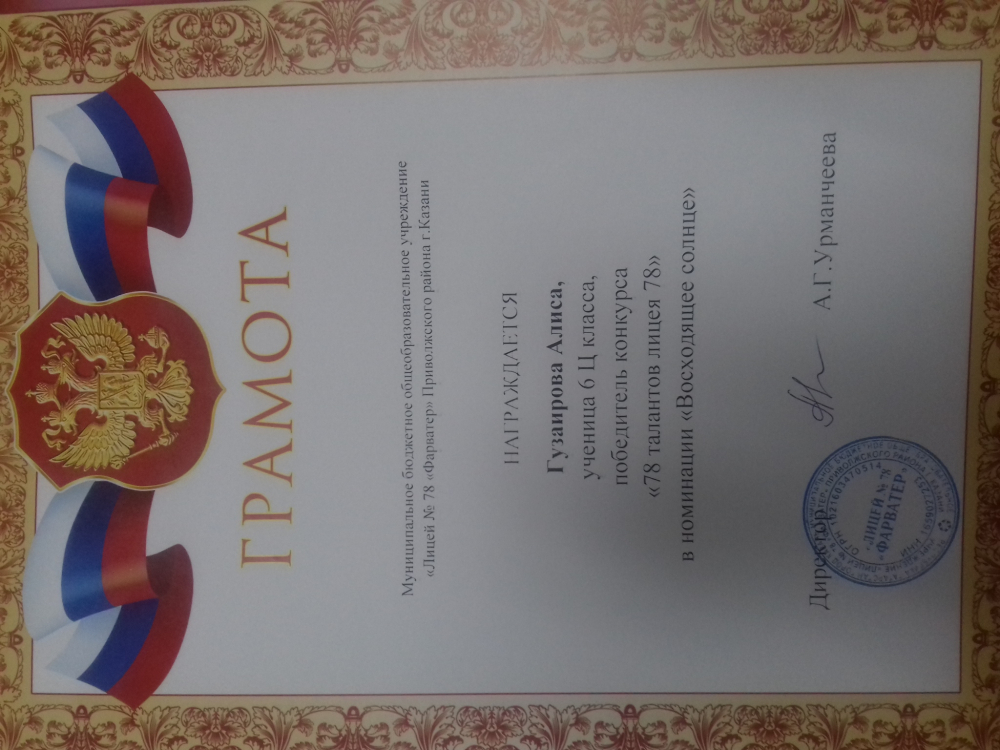 ГРАМОТА
Муниципальное бюджетное общеобразовательное учреждение
«Лицей № 78 «Фарватер» Приволжского района г.Казани
НАГРАЖДАЕТСЯ
Гузаирова Алиса,
ученица 6 Ц класса,
победитель конкурса
«78 талантов лицея 78»
в номинации «Восходящее солнце»
Директор А.Г.Урманчеева
"ЛИЦЕЙ № 78
"ФАРВАТЕР"